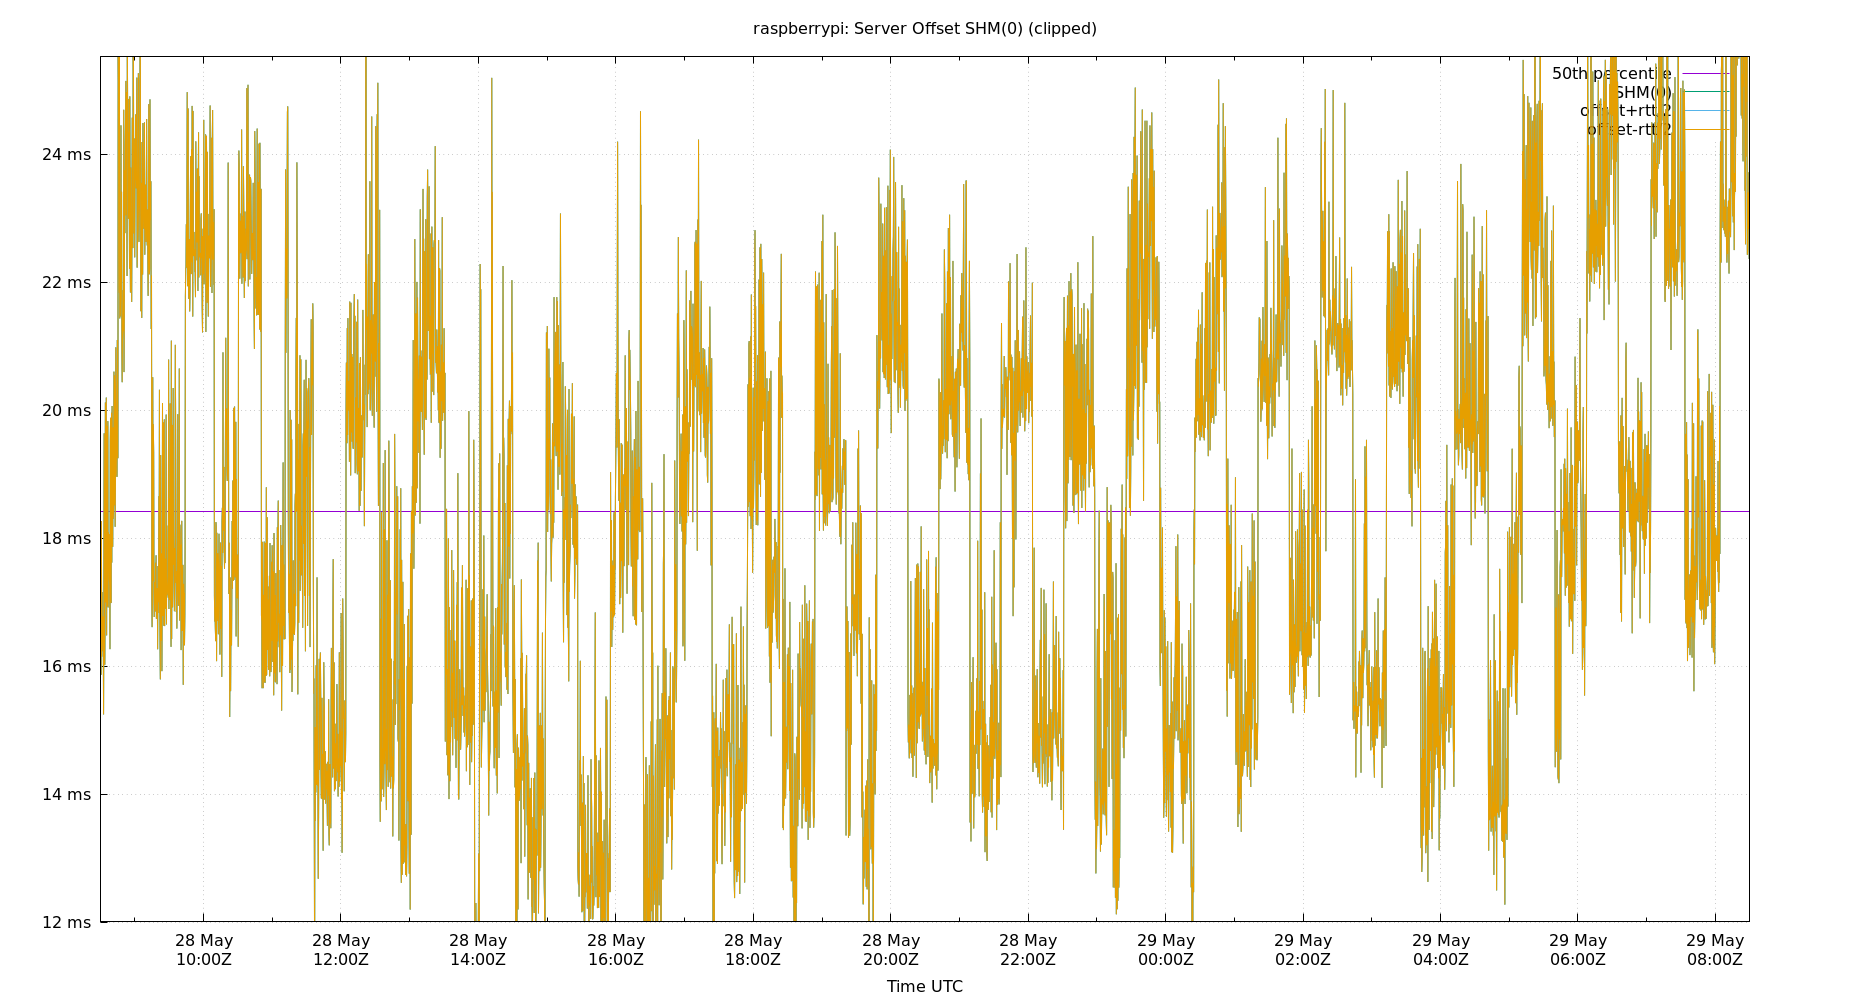 raspberrypi: Server Offset SHM(0) (clipped)
50th percentile
SHM(0)
offset+rtt/2
offset-rtt/2
24 ms
22 ms
20 ms
18 ms
16 ms
14 ms
12 ms
28 May 28 May 28 May 28 May 28 May 28 May 28 May 29 May 29 May 29 May 29 May 29 May
10:00Z 12:00Z 14:00Z 16:00Z 18:00Z 20:00Z 22:00Z 00:00Z 02:00Z 04:00Z 06:00Z 08:00Z
Time UTC